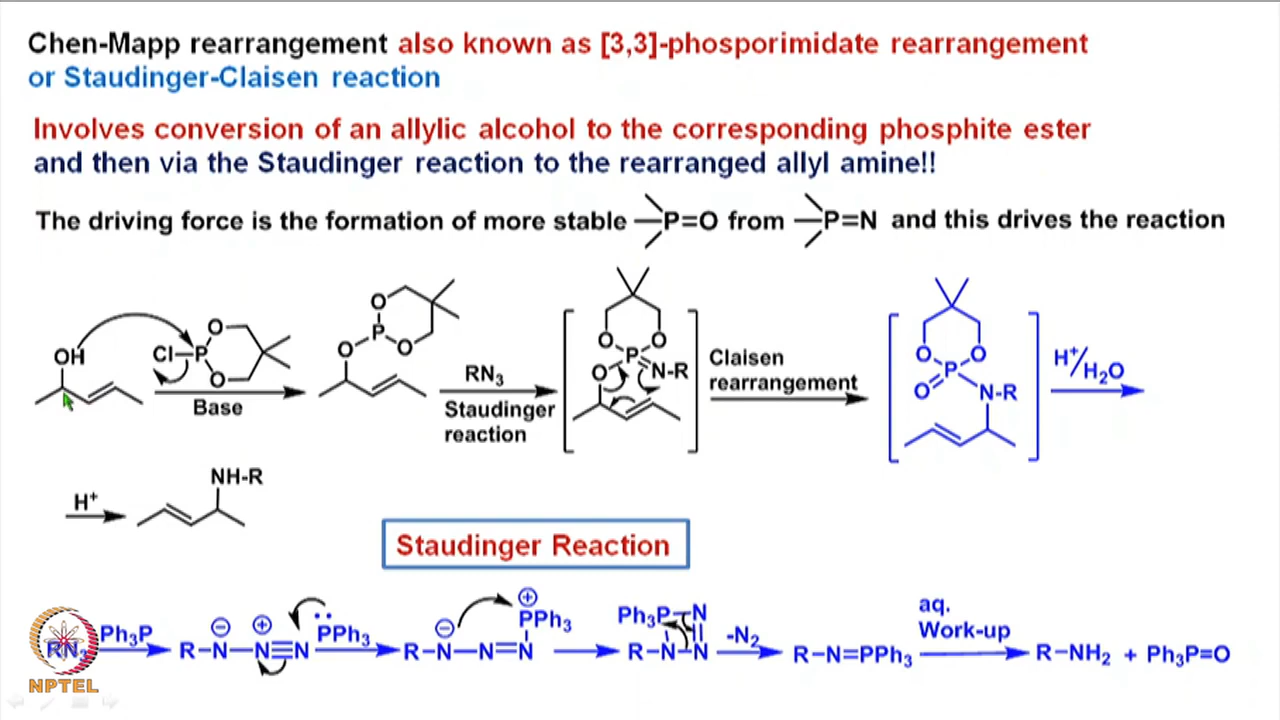 Chen-Mapp rearrangement also known as [3,3]-phosporimidate rearrangement
or Staudinger-Claisen reaction
Involves conversion of an allylic alcohol to the corresponding phosphite ester
and then via the Staudinger reaction to the rearranged allyl amine!!
The driving force is the formation of more stable P=O from P=N and this drives the reaction
OH Cl-P O O Base
O P O O
RN3 Staudinger reaction
O O P O N-R
Claisen rearrangement
O O P O N-R
H+/H2O
H+ NH-R
Staudinger Reaction
RN3 Ph3P R-N-N≡N ⊖ ⊕ :PPh3 R-N-N=N ⊖ ⊕ PPh3 Ph3P-N R-N-N -N2 R-N=PPh3 aq. Work-up R-NH2 + Ph3P=O
NPTEL